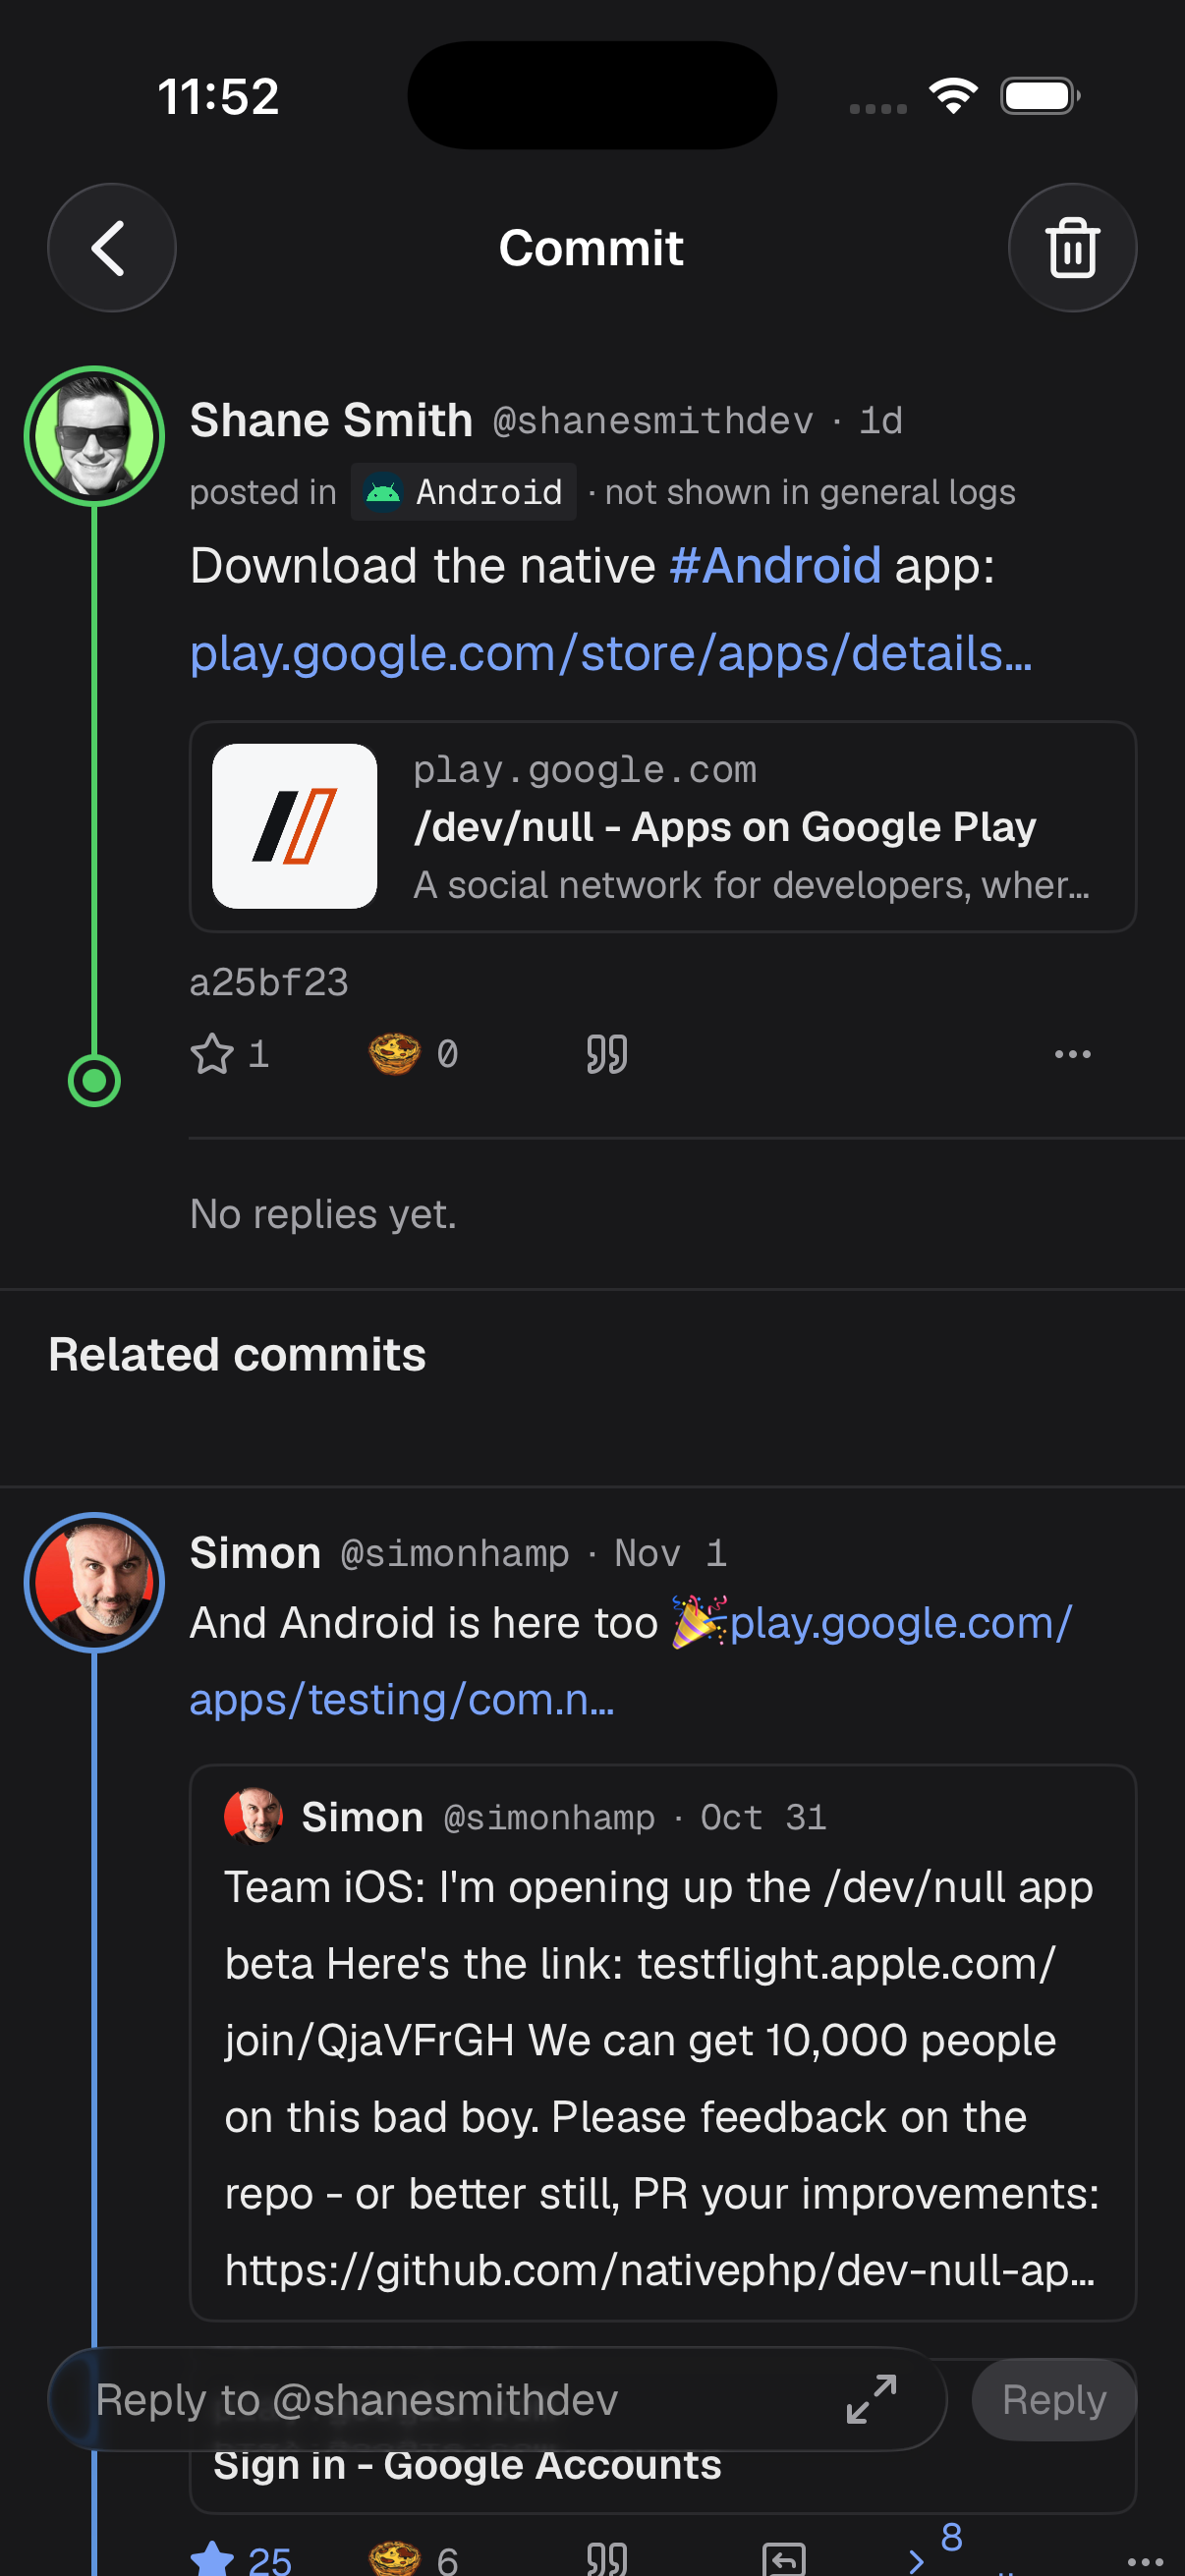 11:52
Commit
Shane Smith @shanesmithdev · 1d
posted in Android · not shown in general logs
Download the native #Android app:
play.google.com/store/apps/details...
play.google.com
/dev/null - Apps on Google Play
A social network for developers, wher...
a25bf23
1 0
No replies yet.
Related commits
Simon @simonhamp · Nov 1
And Android is here too 🎉play.google.com/
apps/testing/com.n...
Simon @simonhamp · Oct 31
Team iOS: I'm opening up the /dev/null app
beta Here's the link: testflight.apple.com/
join/QjaVFrGH We can get 10,000 people
on this bad boy. Please feedback on the
repo - or better still, PR your improvements:
https://github.com/nativephp/dev-null-ap...
Reply to @shanesmithdev Reply
Sign in - Google Accounts
25 6 8